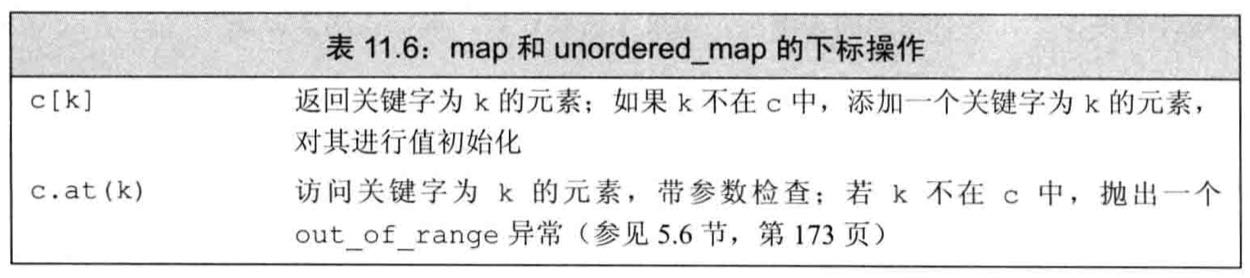 表 11.6：map 和 unordered_map 的下标操作
c[k] 返回关键字为 k 的元素；如果 k 不在 c 中，添加一个关键字为 k 的元素，
对其进行值初始化
c.at(k) 访问关键字为 k 的元素，带参数检查；若 k 不在 c 中，抛出一个
out_of_range 异常（参见 5.6 节，第 173 页）